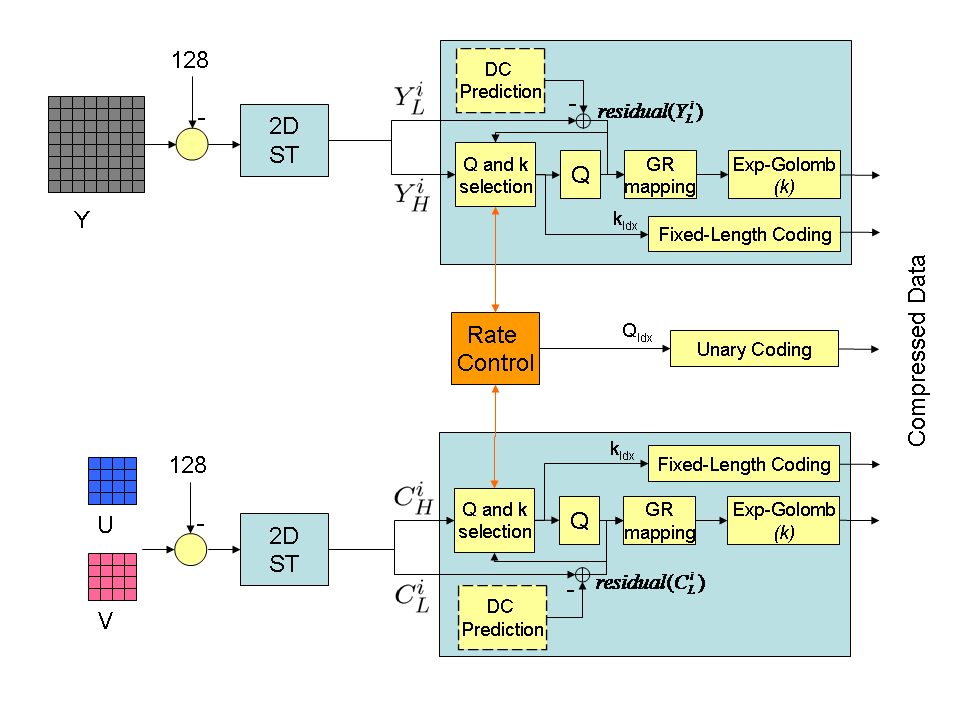 128
-
Y
2D
ST
Y_L^i
Y_H^i
DC
Prediction
-
residual(Y_L^i)
Q and k
selection
Q
GR
mapping
Exp-Golomb
(k)
k_Idx
Fixed-Length Coding
Rate
Control
Q_Idx
Unary Coding
Compressed Data
U
V
128
-
2D
ST
C_H^i
C_L^i
k_Idx
Fixed-Length Coding
Q and k
selection
Q
GR
mapping
Exp-Golomb
(k)
-
residual(C_L^i)
DC
Prediction